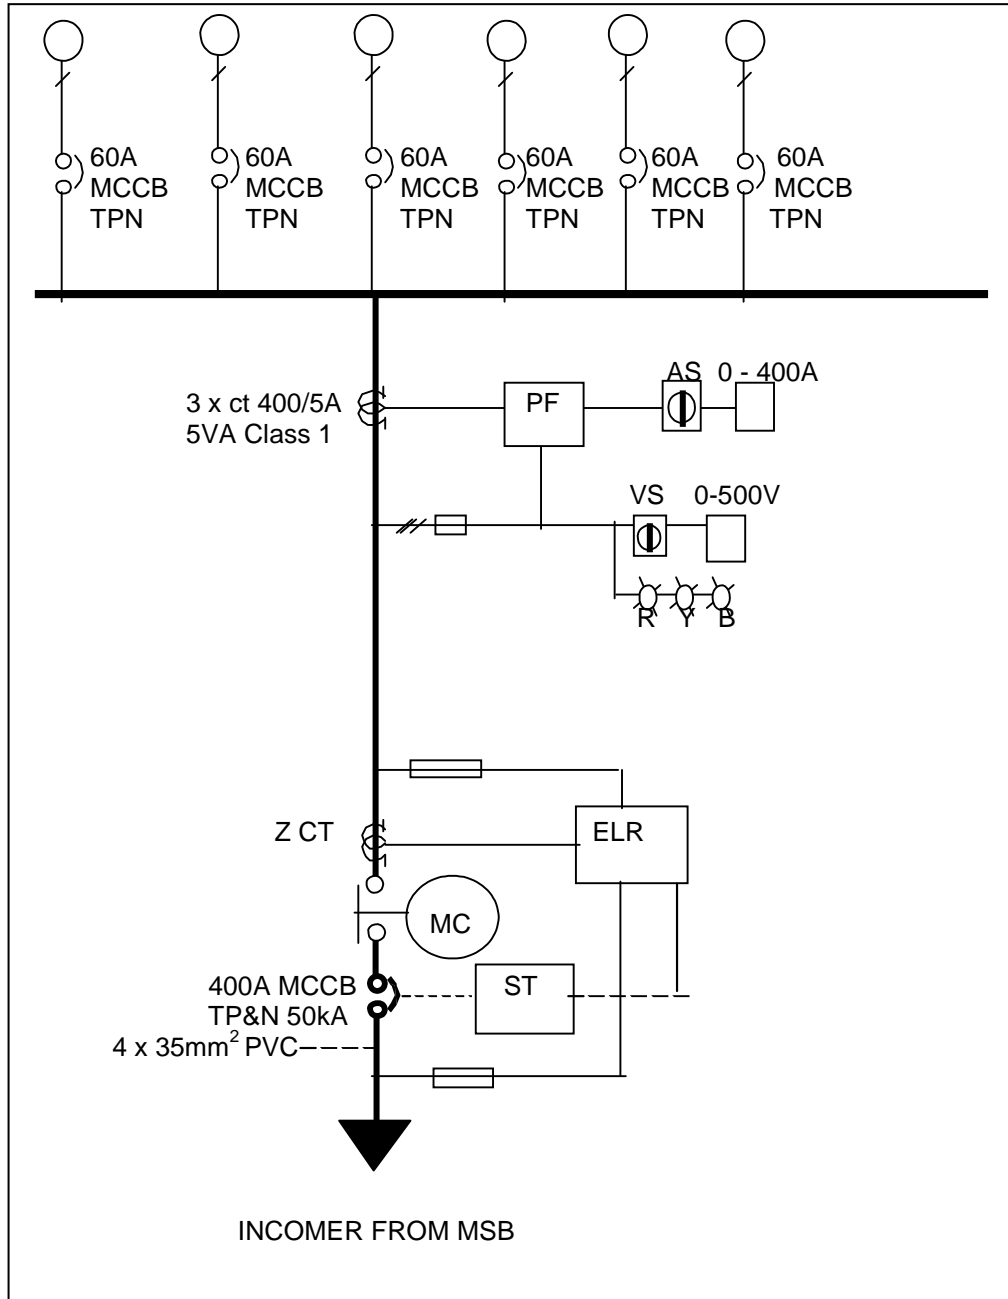 60A
MCCB
TPN
60A
MCCB
TPN
60A
MCCB
TPN
60A
MCCB
TPN
60A
MCCB
TPN
60A
MCCB
TPN
3 x ct 400/5A
5VA Class 1
PF
AS 0 - 400A
VS 0-500V
R Y B
Z CT
ELR
MC
400A MCCB
TP&N 50kA
ST
4 x 35mm² PVC
INCOMER FROM MSB